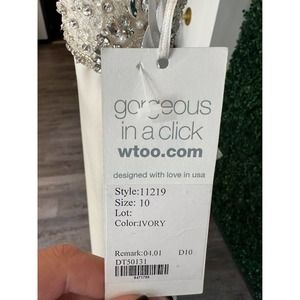 gorgeous
in a click
wtoo.com
designed with love in usa
Style:11219
Size: 10
Lot:
Color:IVORY
Remark:04.01 D10
DT50131